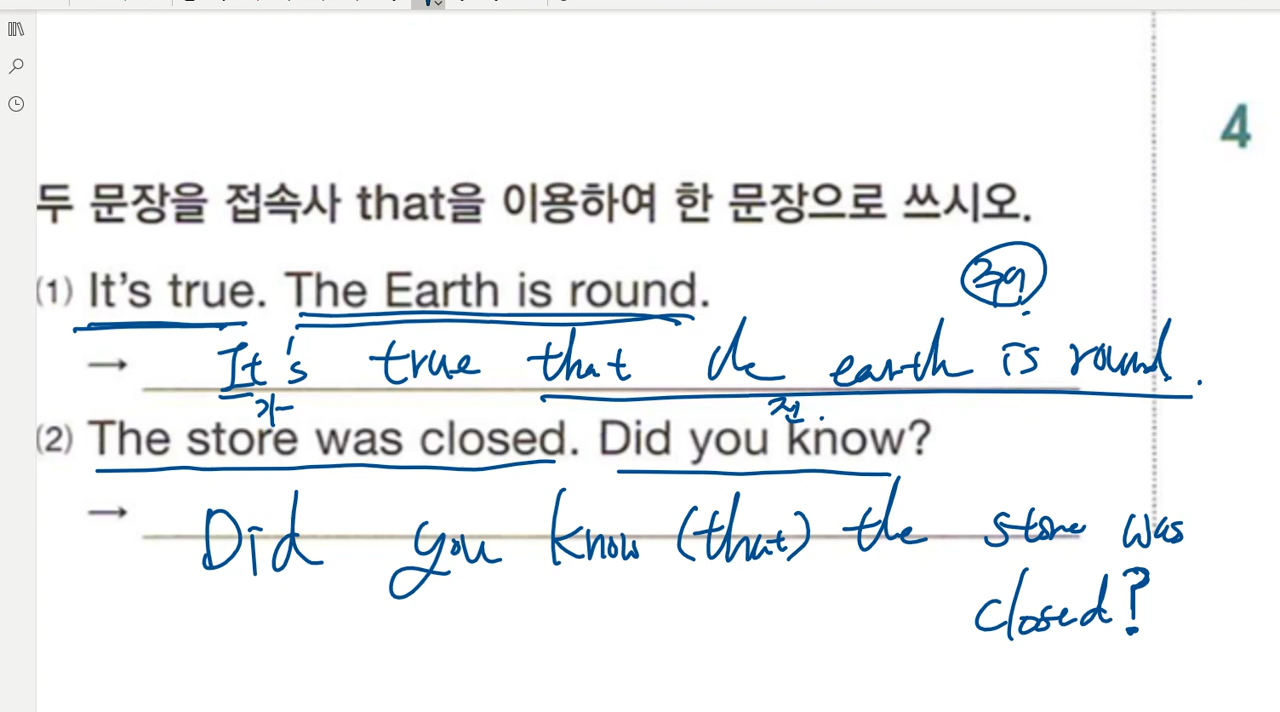 4
두 문장을 접속사 that을 이용하여 한 문장으로 쓰시오.
(1) It's true. The Earth is round.
→ It's true that the earth is round.
가 진.
(2) The store was closed. Did you know?
→ Did you know (that) the store was
closed?